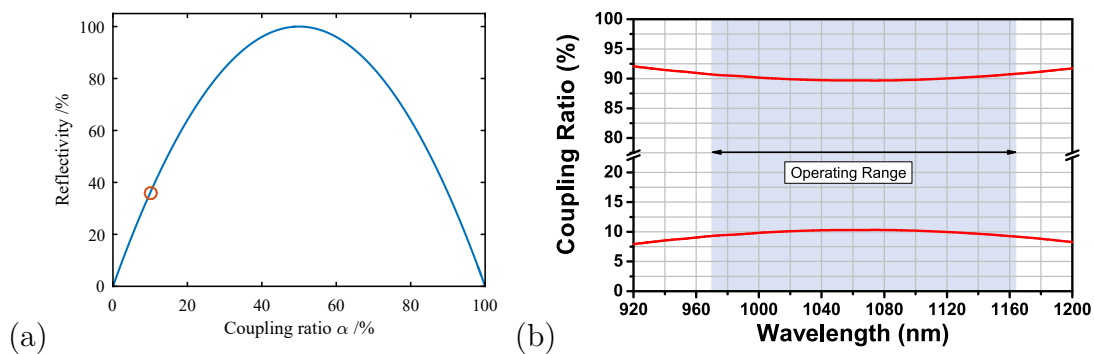 (a)
Reflectivity /%
100
80
60
40
20
0
0 20 40 60 80 100
Coupling ratio α /%
(b)
Coupling Ratio (%)
100
95
90
85
80
20
15
10
5
0
Operating Range
920 960 1000 1040 1080 1120 1160 1200
Wavelength (nm)